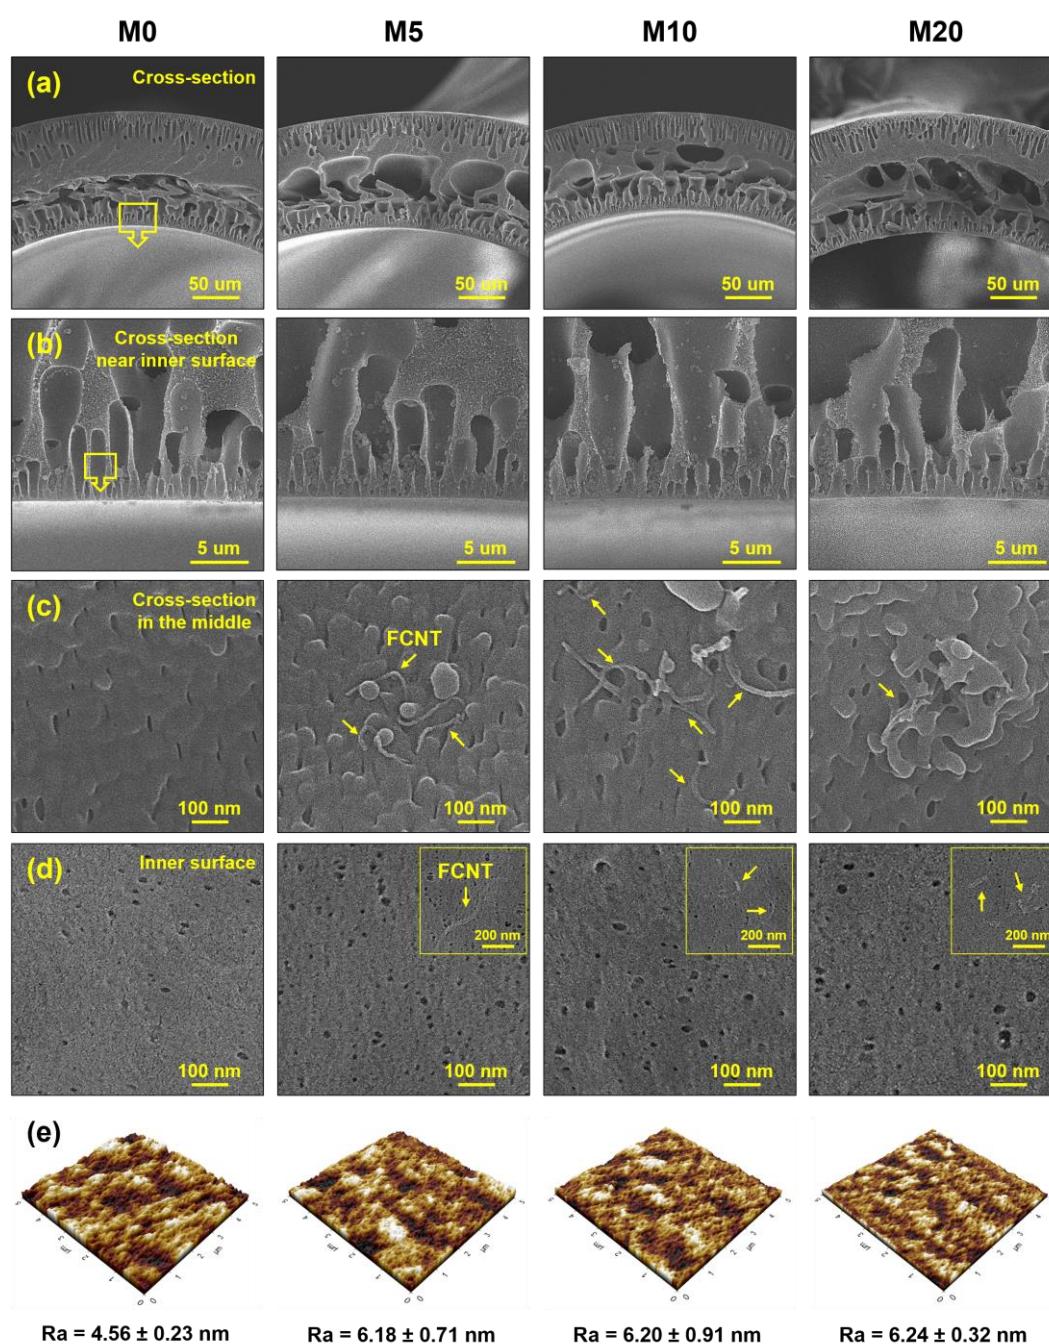 M0 M5 M10 M20
(a) Cross-section
50 um 50 um 50 um 50 um
(b) Cross-section
near inner surface
5 um 5 um 5 um 5 um
(c) Cross-section
in the middle
FCNT
100 nm 100 nm 100 nm 100 nm
(d) Inner surface
FCNT
200 nm 200 nm 200 nm
100 nm 100 nm 100 nm 100 nm
(e)
Ra = 4.56 ± 0.23 nm Ra = 6.18 ± 0.71 nm Ra = 6.20 ± 0.91 nm Ra = 6.24 ± 0.32 nm